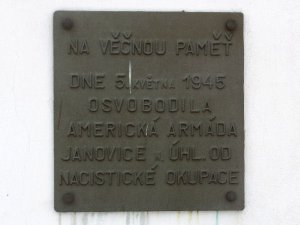 NA VĚČNOU PAMĚŤ
DNE 5. KVĚTNA 1945
OSVOBODILA
AMERICKÁ ARMÁDA
JANOVICE N. ÚHL. OD
NACISTICKÉ OKUPACE